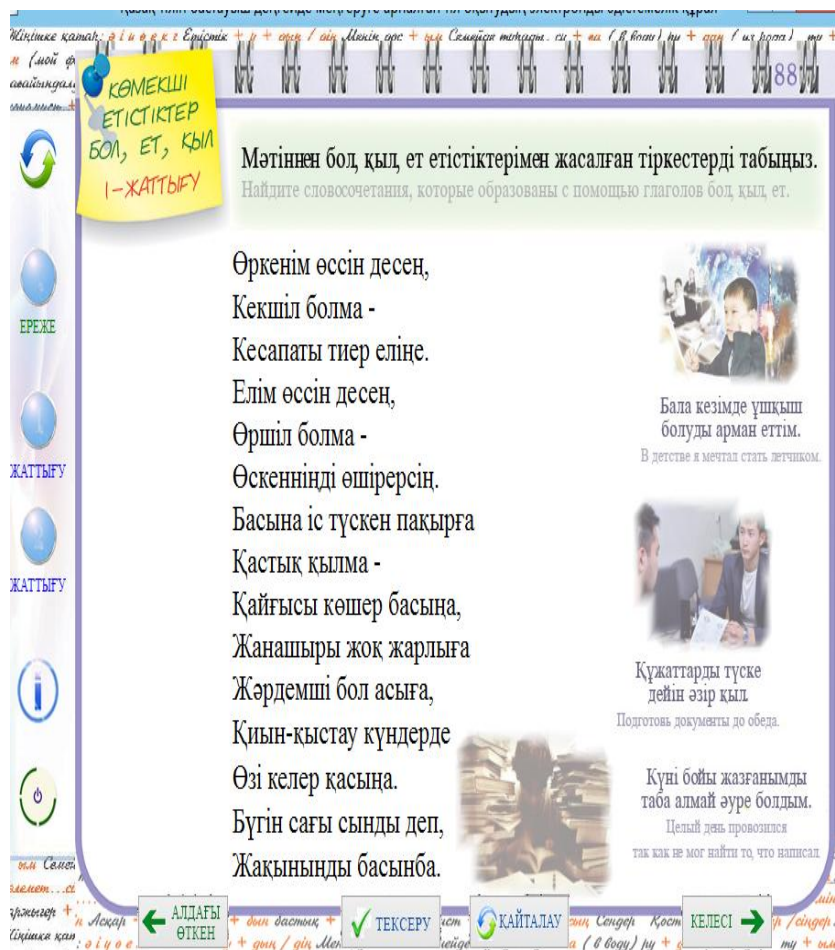 88
КӨМЕКШІ
ЕТІСТІКТЕР
БОЛ, ЕТ, ҚЫЛ
1-ЖАТТЫҒУ
Мәтіннен бол, қыл, ет етістіктерімен жасалған тіркестерді табыңыз.
Найдите словосочетания, которые образованы с помощью глаголов бол, қыл, ет.
ЕРЕЖЕ
1
ЖАТТЫҒУ
2
ЖАТТЫҒУ
Өркенім өссін десең,
Кекшіл болма -
Кесапаты тиер еліңе.
Елім өссін десең,
Өршіл болма -
Өскеніңді өшірерсің.
Басына іс түскен пақырға
Қастық қылма -
Қайғысы көшер басыңа,
Жанашыры жоқ жарлыға
Жәрдемші бол асыға,
Қиын-қыстау күндерде
Өзі келер қасыңа.
Бүгін сағы сынды деп,
Жақыныңды басынба.
Бала кезімде ұшқыш
болуды арман еттім.
В детстве я мечтал стать летчиком.
Құжаттарды түске
дейін әзір қыл.
Подготовь документы до обеда.
Күні бойы жазғанымды
таба алмай әуре болдым.
Целый день провозился
так как не мог найти то, что написал.
АЛДАҒЫ
ӨТКЕН
ТЕКСЕРУ
ҚАЙТАЛАУ
КЕЛЕСІ